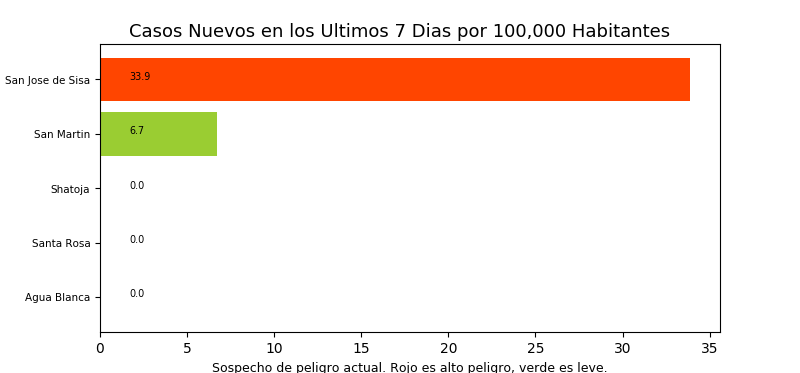 Casos Nuevos en los Ultimos 7 Dias por 100,000 Habitantes
San Jose de Sisa 33.9
San Martin 6.7
Shatoja 0.0
Santa Rosa 0.0
Agua Blanca 0.0
0 5 10 15 20 25 30 35
Sospecho de peligro actual. Rojo es alto peligro, verde es leve.